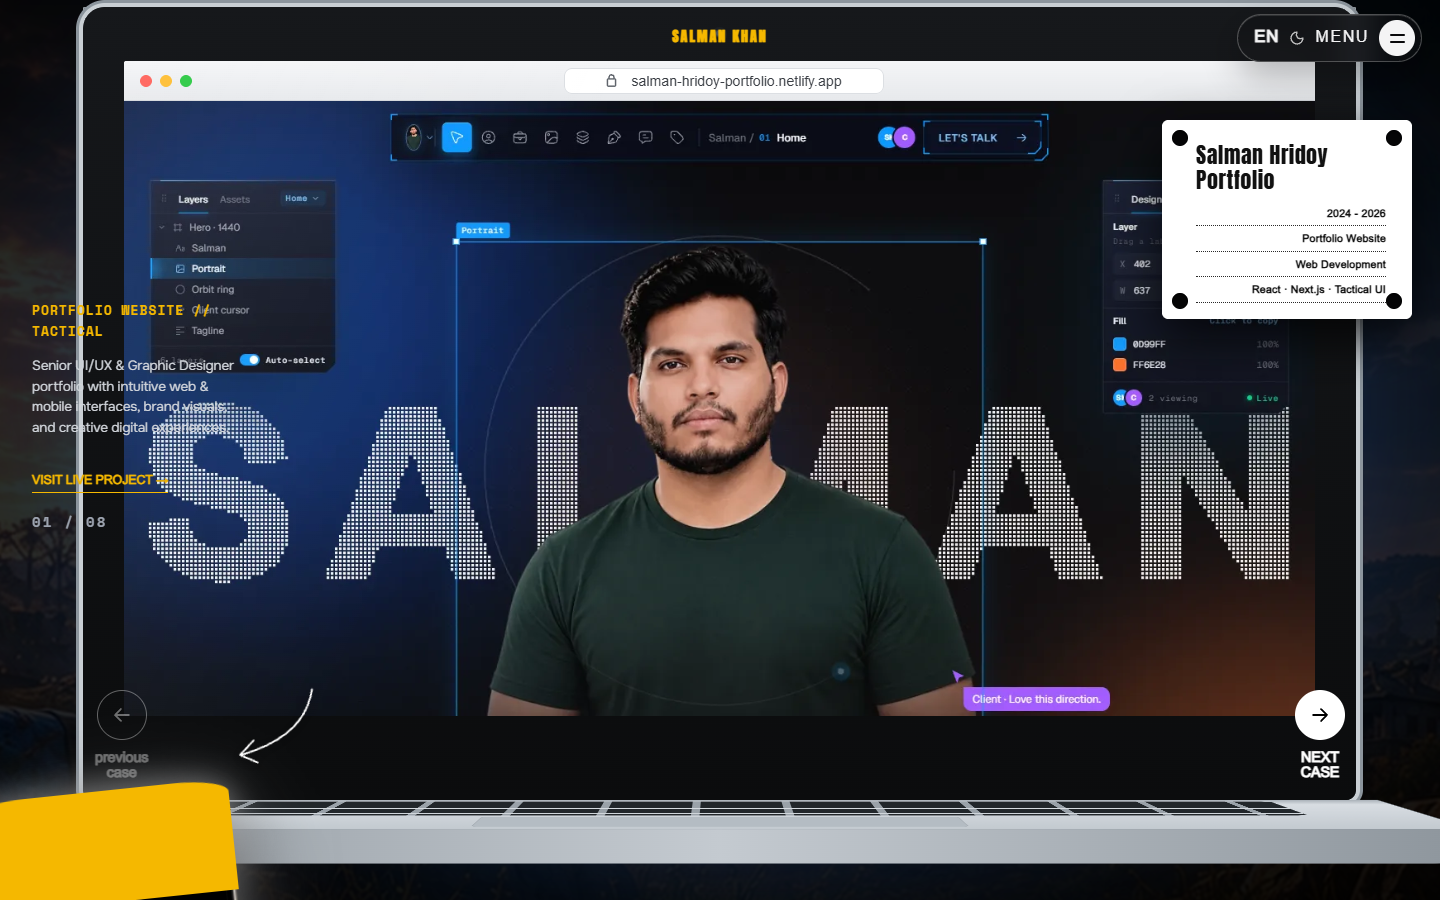 SALMAN KHAN
EN MENU
salman-hridoy-portfolio.netlify.app
Salman / 01 Home
LET'S TALK
Layers Assets Home
Hero · 1440
Salman
Portrait
Orbit ring
Client cursor
Tagline
Auto-select
Portrait
Design
Layer
X 402
W 637
Fill
Click to copy
0D99FF 100%
FF6E28 100%
2 viewing Live
Salman Hridoy
Portfolio
2024 - 2026
Portfolio Website
Web Development
React · Next.js · Tactical UI
PORTFOLIO WEBSITE //
TACTICAL
Senior UI/UX & Graphic Designer
portfolio with intuitive web &
mobile interfaces, brand visuals,
and creative digital experiences.
VISIT LIVE PROJECT
01 / 08
SALMAN
Client · Love this direction.
previous
case
NEXT
CASE